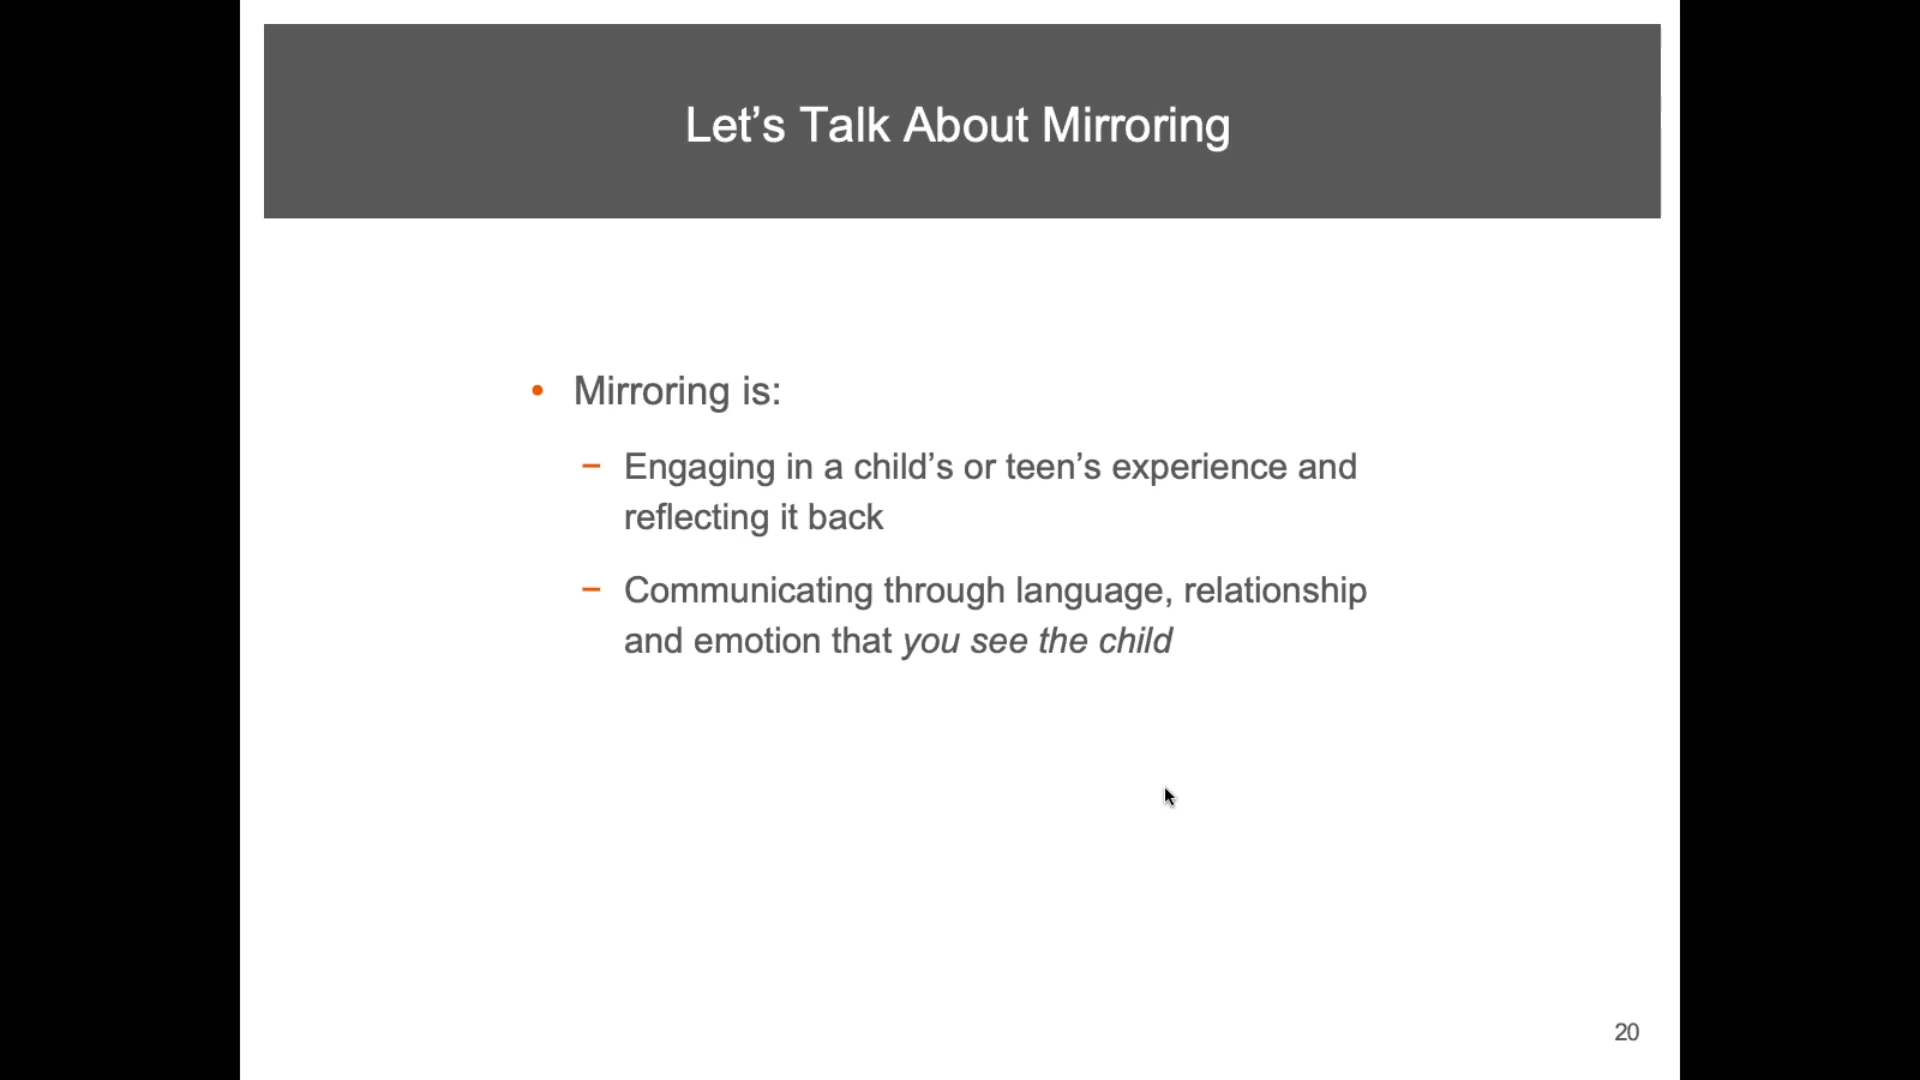 Let’s Talk About Mirroring
• Mirroring is:
– Engaging in a child’s or teen’s experience and
reflecting it back
– Communicating through language, relationship
and emotion that you see the child
20